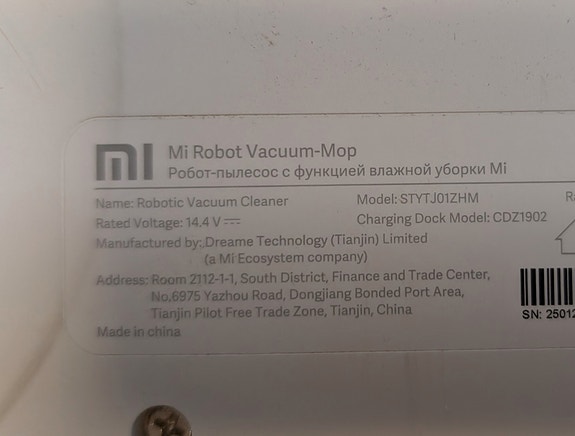 mi
Mi Robot Vacuum-Mop
Робот-пылесос с функцией влажной уборки Mi
Name: Robotic Vacuum Cleaner
Model: STYTJ01ZHM
Rated Voltage: 14.4 V
Charging Dock Model: CDZ1902
Manufactured by: Dreame Technology (Tianjin) Limited
(a Mi Ecosystem company)
Address: Room 2112-1-1, South District, Finance and Trade Center,
No.6975 Yazhou Road, Dongjiang Bonded Port Area,
Tianjin Pilot Free Trade Zone, Tianjin, China
Made in china
SN: 25012